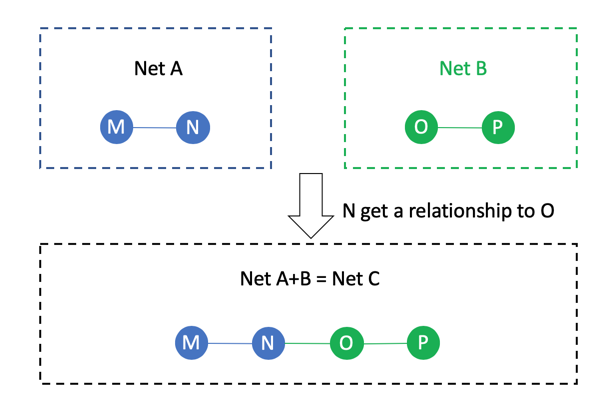 Net A
Net B
M N
O P
N get a relationship to O
Net A+B = Net C
M N O P